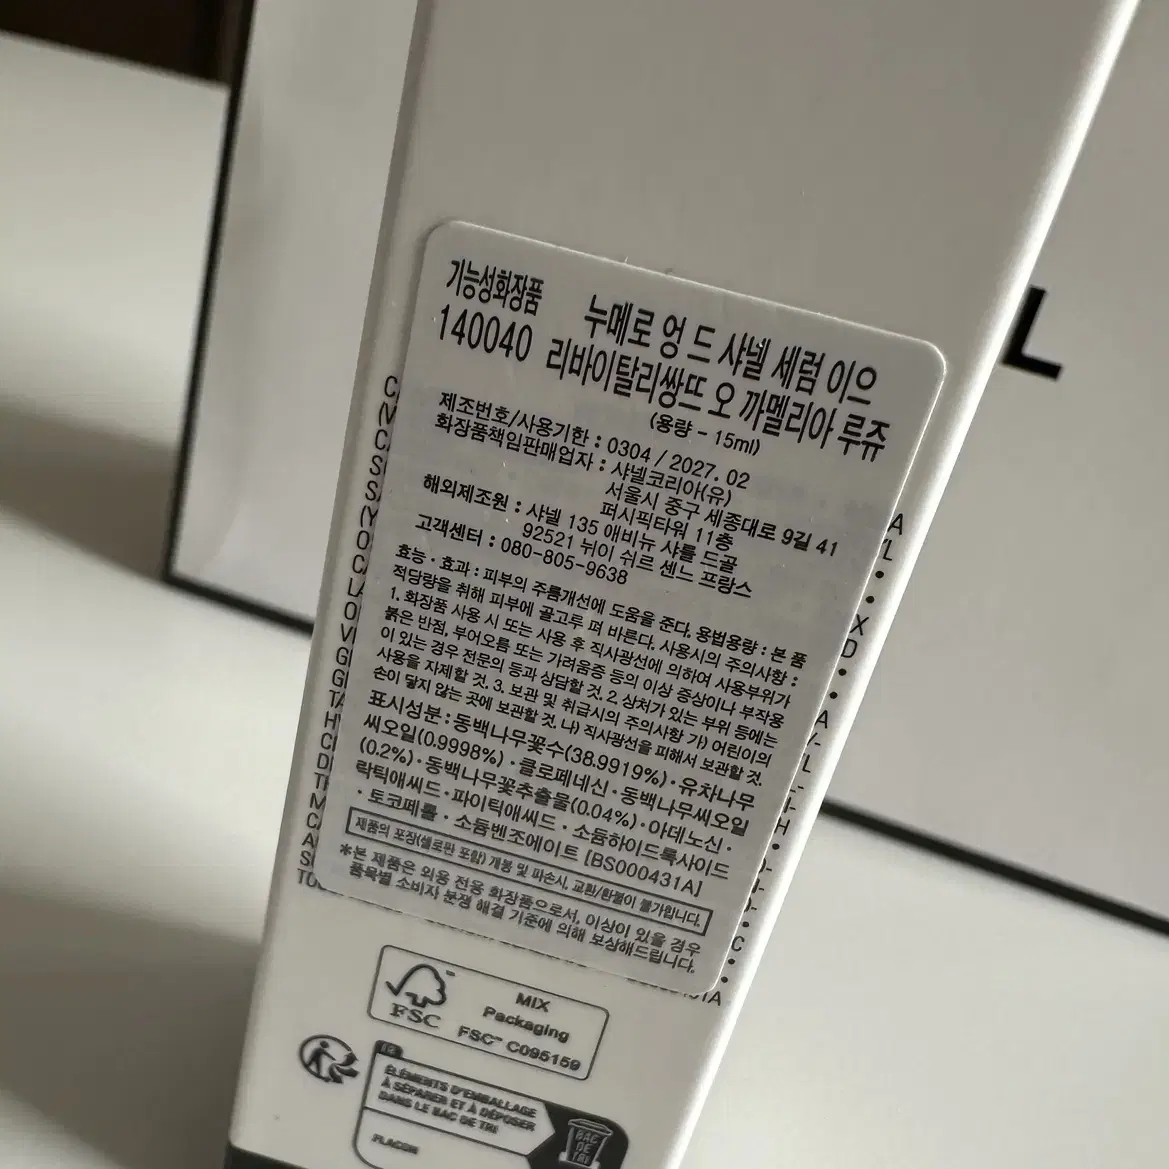 기능성화장품
140040
누메로 엉 드 샤넬 세럼 이으
리바이탈리쌍뜨 오 까멜리아 루쥬
(용량 - 15ml)
제조번호/사용기한 : 0304 / 2027. 02
화장품책임판매업자 : 샤넬코리아(유)
서울시 중구 세종대로 9길 41
퍼시픽타워 11층
해외제조원 : 샤넬 135 애비뉴 샤를 드골
92521 뉘이 쉬르 센느 프랑스
고객센터 : 080-805-9638
효능 · 효과 : 피부의 주름개선에 도움을 준다. 용법용량 : 본 품
적당량을 취해 피부에 골고루 펴 바른다. 사용시의 주의사항 :
1. 화장품 사용 시 또는 사용 후 직사광선에 의하여 사용부위가
붉은 반점, 부어오름 또는 가려움증 등의 이상 증상이나 부작용
이 있는 경우 전문의 등과 상담할 것. 2. 상처가 있는 부위 등에는
사용을 자제할 것. 3. 보관 및 취급시의 주의사항 가) 어린이의
손이 닿지 않는 곳에 보관할 것. 나) 직사광선을 피해서 보관할 것.
표시성분 : 동백나무꽃수(38.9919%) · 유차나무
씨오일(0.9998%) · 클로페네신 · 동백나무씨오일
(0.2%) · 동백나무꽃추출물(0.04%) · 아데노신 ·
락틱애씨드 · 파이틱애씨드 · 소듐하이드록사이드
· 토코페롤 · 소듐벤조에이트 [BS000431A]
제품의 포장(셀로판 포함) 개봉 및 파손시, 교환/환불이 불가합니다.
*본 제품은 외용 전용 화장품으로서, 이상이 있을 경우
품목별 소비자 분쟁 해결 기준에 의해 보상해드립니다.
L
FSC
MIX
Packaging
FSC™ C095159
FR
ÉLÉMENTS D'EMBALLAGE
À SÉPARER ET À DÉPOSER
DANS LE BAC DE TRI
FLACON
BAC
DE
TRI